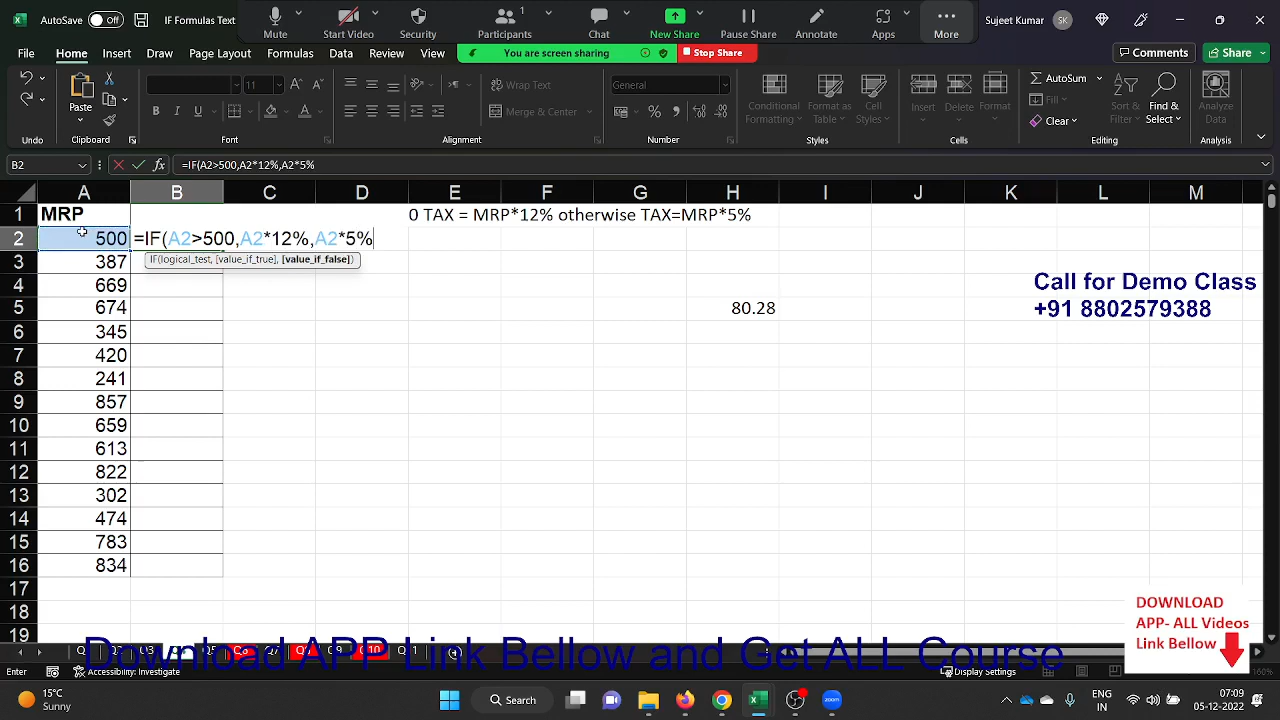 AutoSave Off
IF Formulas Text
Mute
Start Video
Security
1
Participants
Chat
New Share
Pause Share
Annotate
Apps
More
Sujeet Kumar
SK
File
Home
Insert
Draw
Page Layout
Formulas
Data
Review
View
You are screen sharing
Stop Share
Comments
Share
Undo
Paste
Clipboard
11
Font
Wrap Text
Merge & Center
Alignment
General
Number
Conditional
Formatting
Format as
Table
Cell
Styles
Styles
Insert
Delete
Format
Cells
AutoSum
Fill
Clear
Sort &
Filter
Find &
Select
Editing
Analyze
Data
Analysis
B2
=IF(A2>500,A2*12%,A2*5%
A B C D E F G H I J K L M
1 MRP 0 TAX = MRP*12% otherwise TAX=MRP*5%
2 500 =IF(A2>500,A2*12%,A2*5%
IF(logical_test, [value_if_true], [value_if_false])
3 387
4 669
5 674 80.28
6 345
7 420
8 241
9 857
10 659
11 613
12 822
13 302
14 474
15 783
16 834
17
18
19
Call for Demo Class
+91 8802579388
DOWNLOAD
APP- ALL Videos
Link Bellow
Download APP Link Bellow and Get ALL Course
Enter
Accessibility: Investigate
Display Settings
160%
15°C
Sunny
Search
zoom
ENG
IN
07:09
05-12-2022